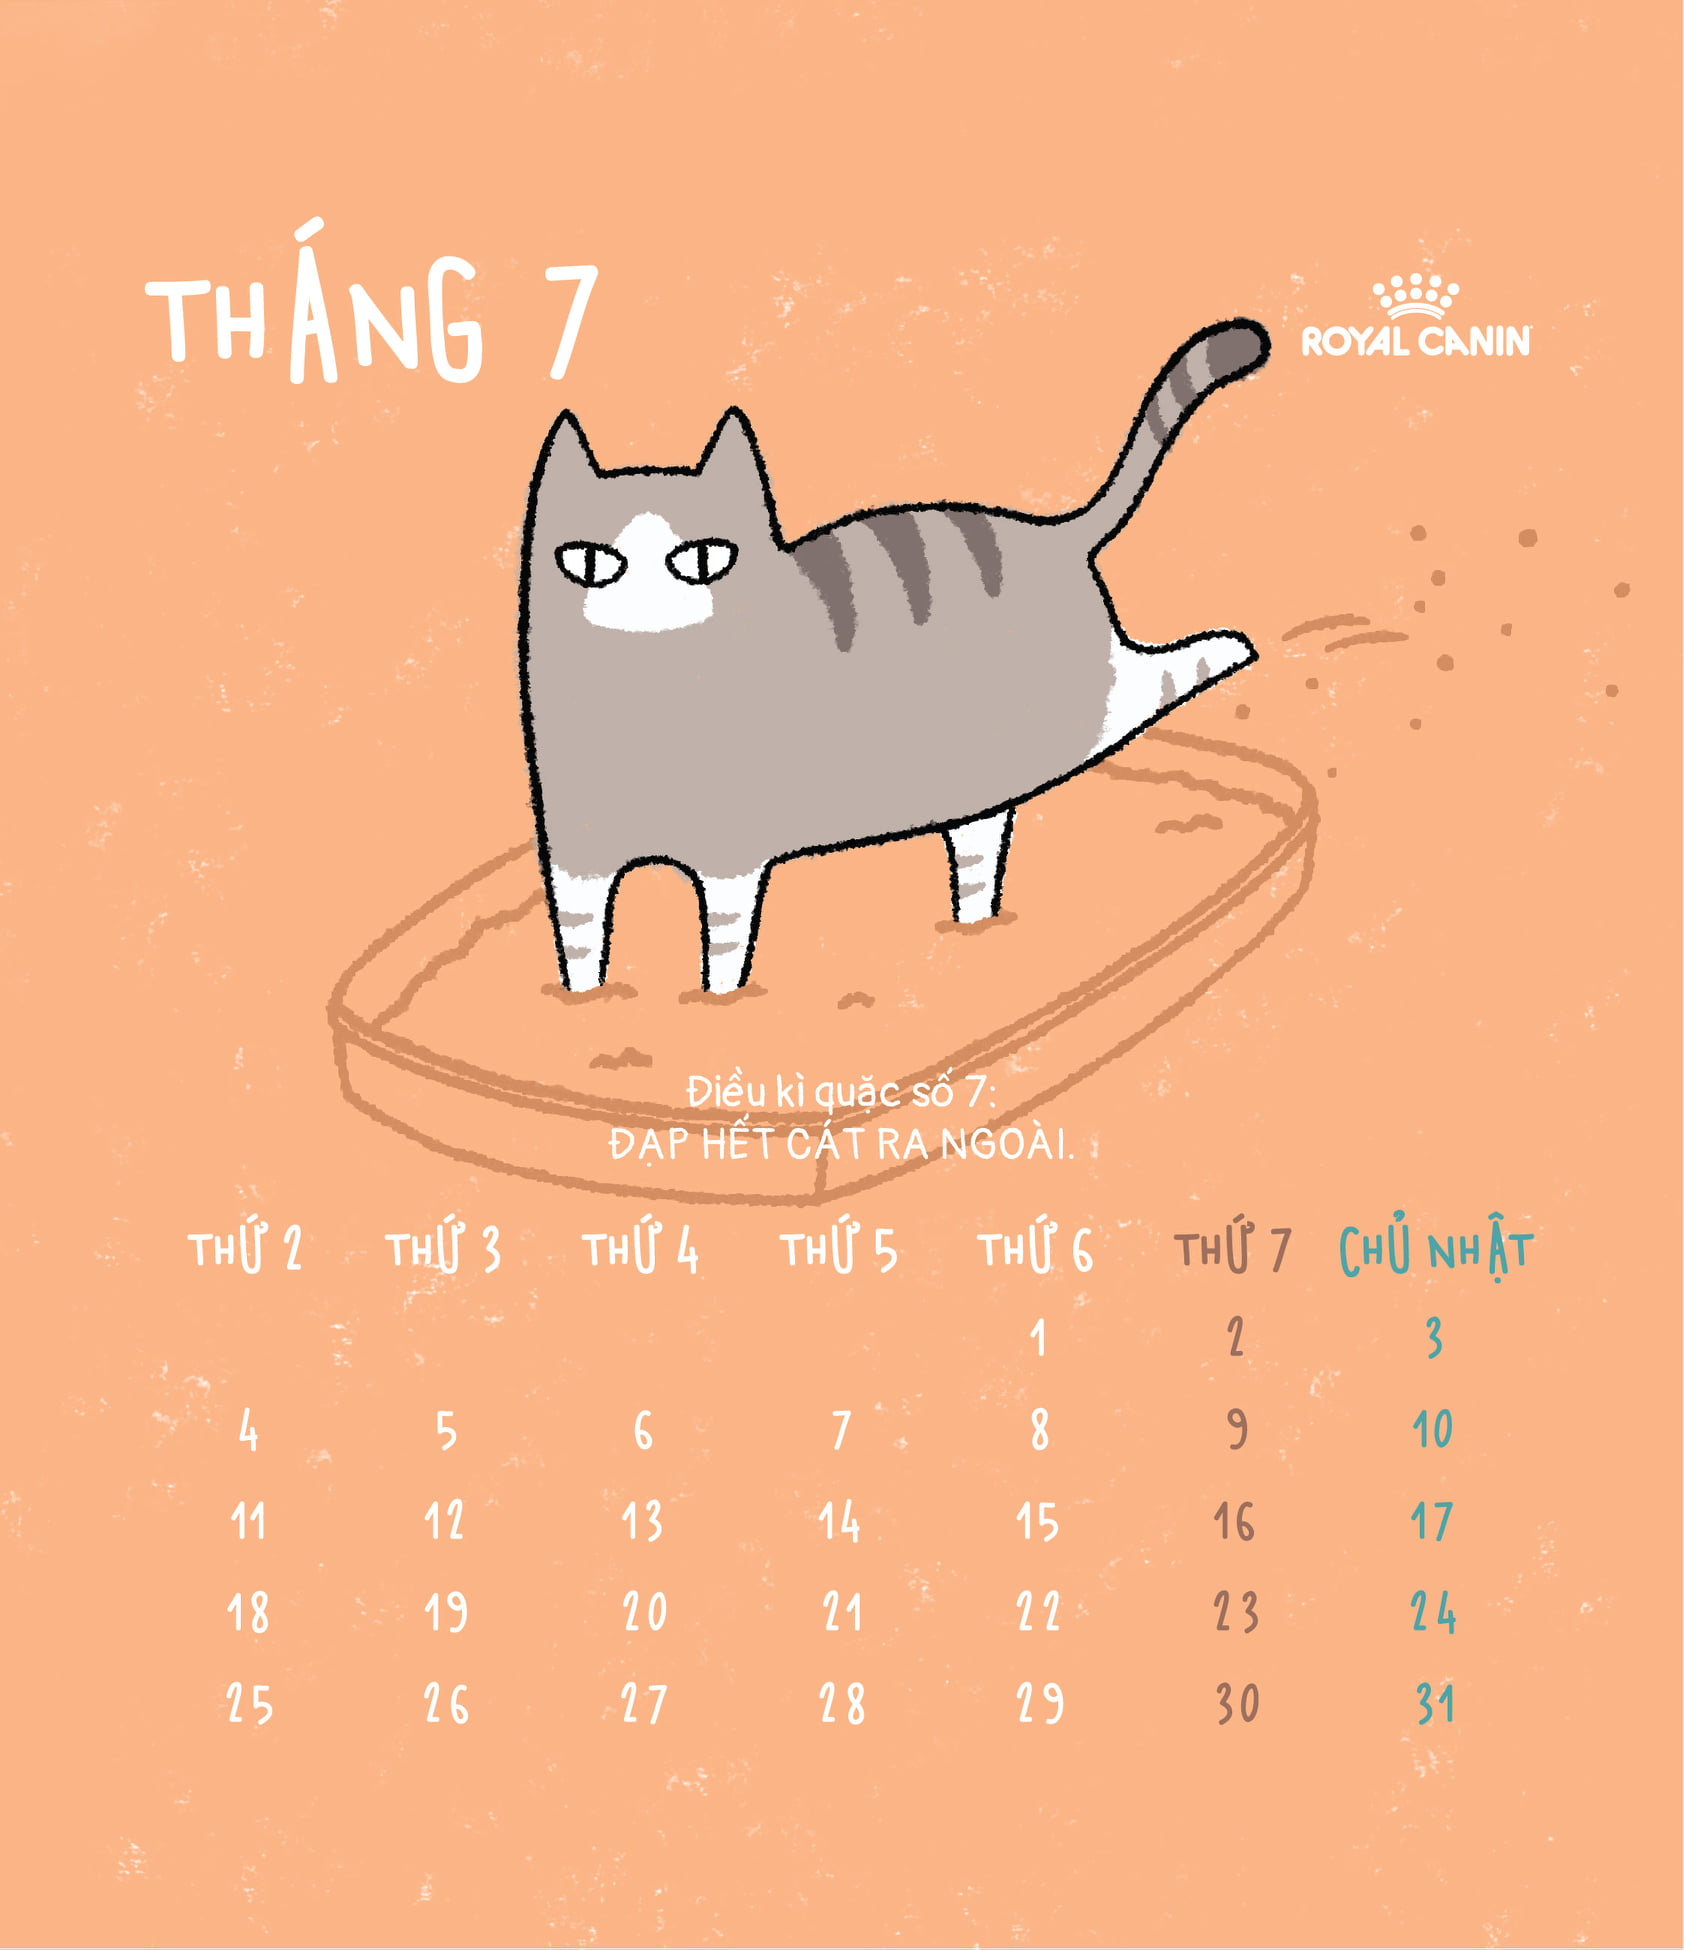 THÁNG 7
ROYAL CANIN
Điều kì quặc số 7:
ĐẠP HẾT CÁT RA NGOÀI.
THỨ 2 THỨ 3 THỨ 4 THỨ 5 THỨ 6 THỨ 7 CHỦ NHẬT
1 2 3
4 5 6 7 8 9 10
11 12 13 14 15 16 17
18 19 20 21 22 23 24
25 26 27 28 29 30 31